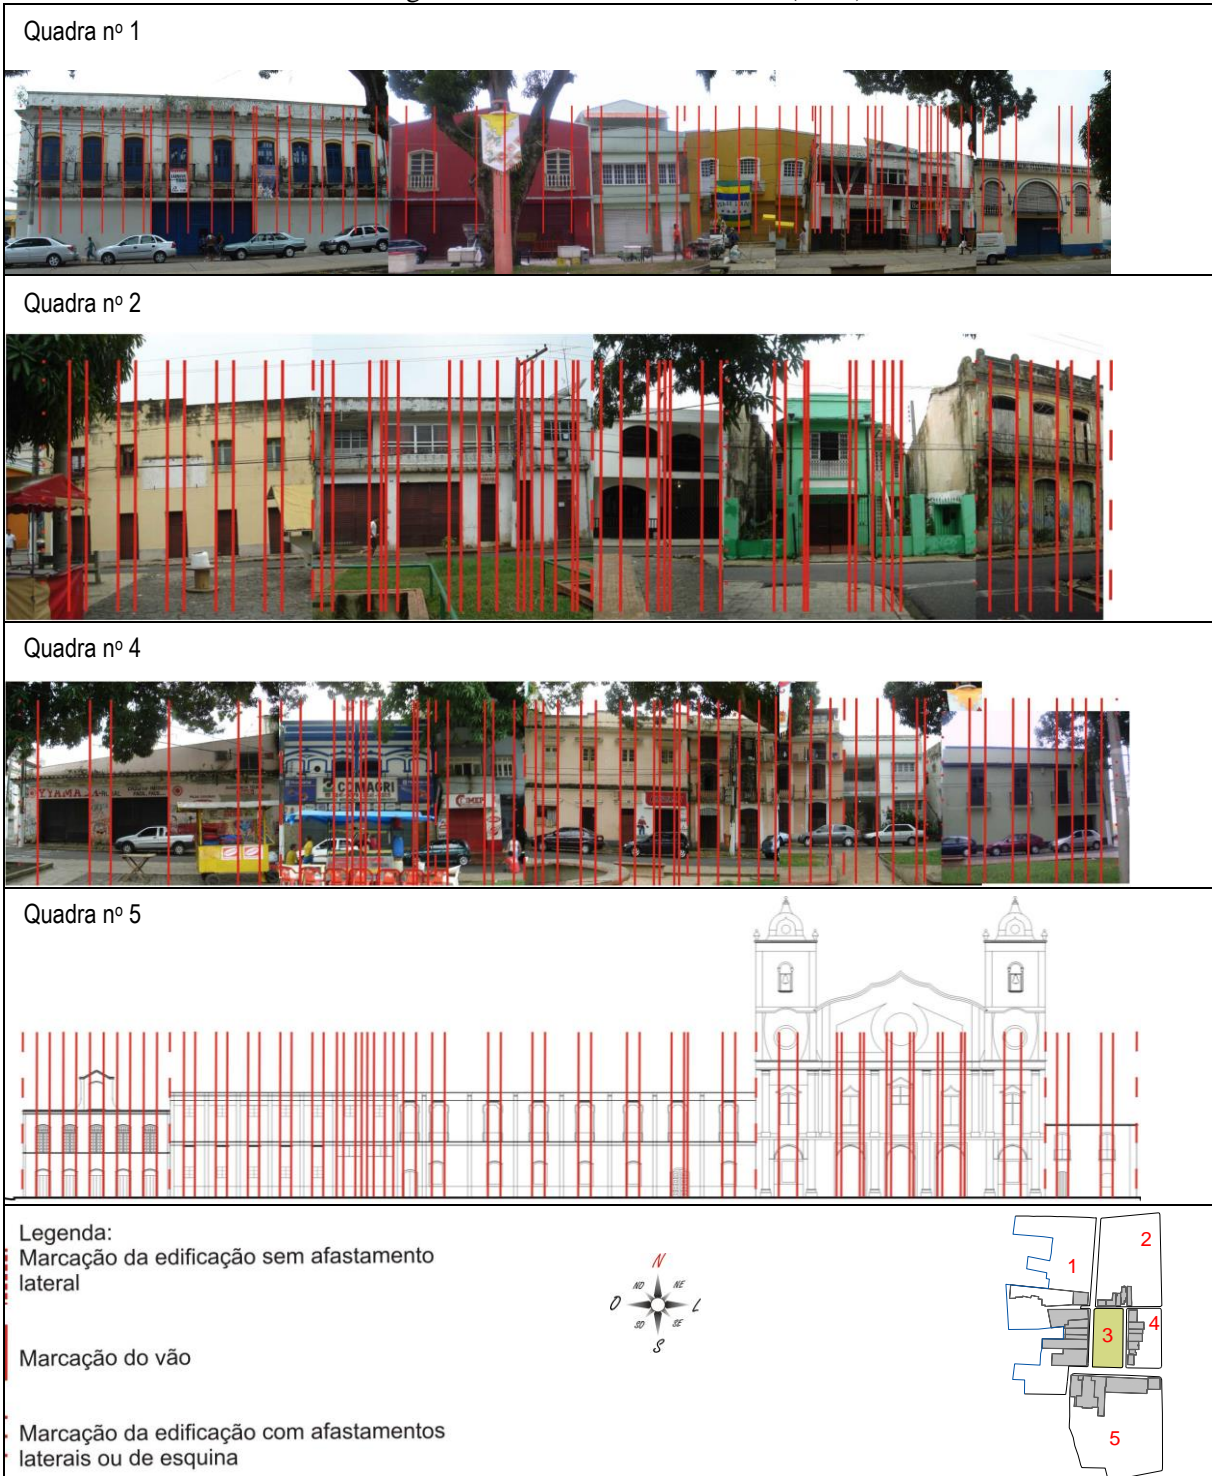 Quadra nº 1
Quadra nº 2
Quadra nº 4
YYAMA
COMAGRI
Quadra nº 5
Legenda:
Marcação da edificação sem afastamento
lateral
Marcação do vão
Marcação da edificação com afastamentos
laterais ou de esquina
N
NO
NE
O
L
SO
SE
S
1
2
3
4
5